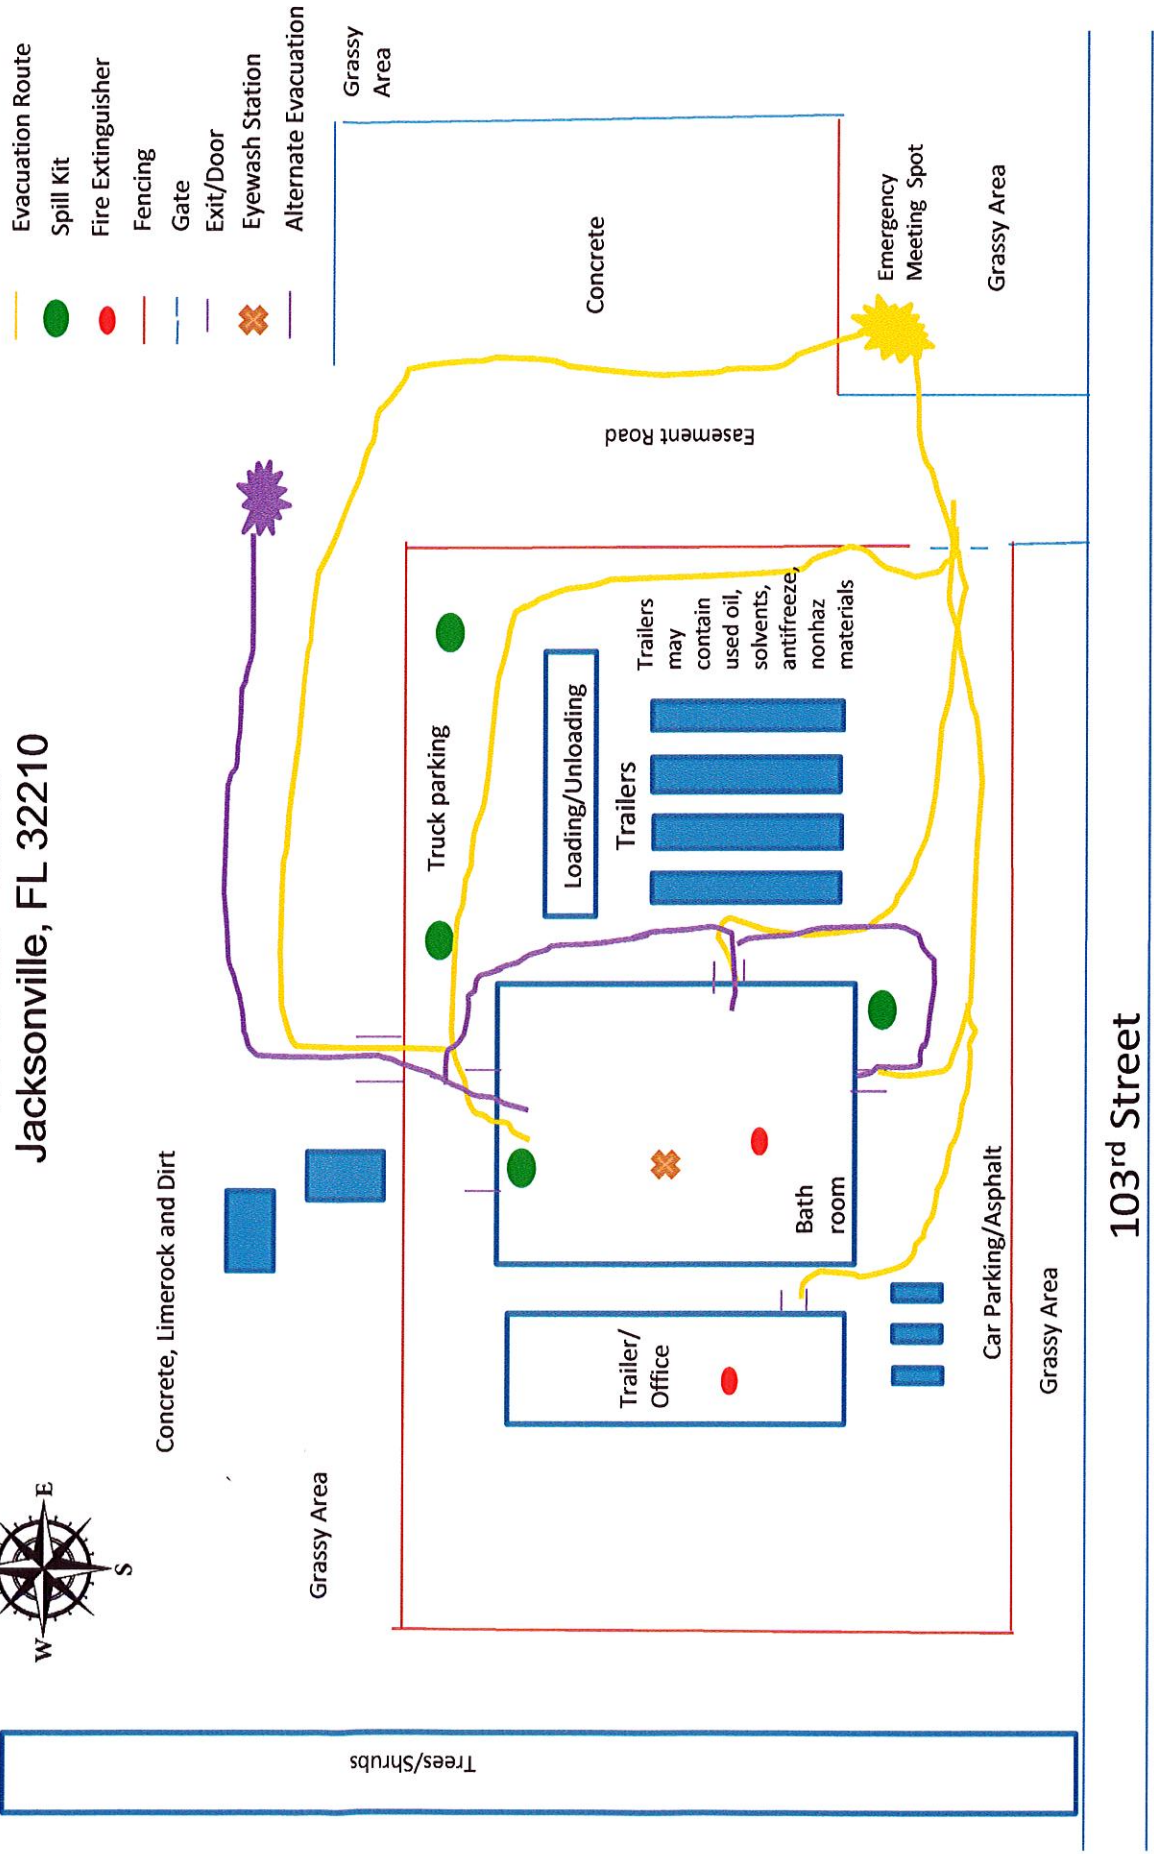 Jacksonville, FL 32210
Evacuation Route
Spill Kit
Fire Extinguisher
Fencing
Gate
Exit/Door
Eyewash Station
Alternate Evacuation
W
E
S
Concrete, Limerock and Dirt
Grassy Area
Grassy
Area
Truck parking
Concrete
Easement Road
Loading/Unloading
Trailers
Trailers
may
contain
used oil,
solvents,
antifreeze,
nonhaz
materials
Trailer/
Office
Bath
room
Emergency
Meeting Spot
Grassy Area
Car Parking/Asphalt
Grassy Area
Trees/Shrubs
103rd Street